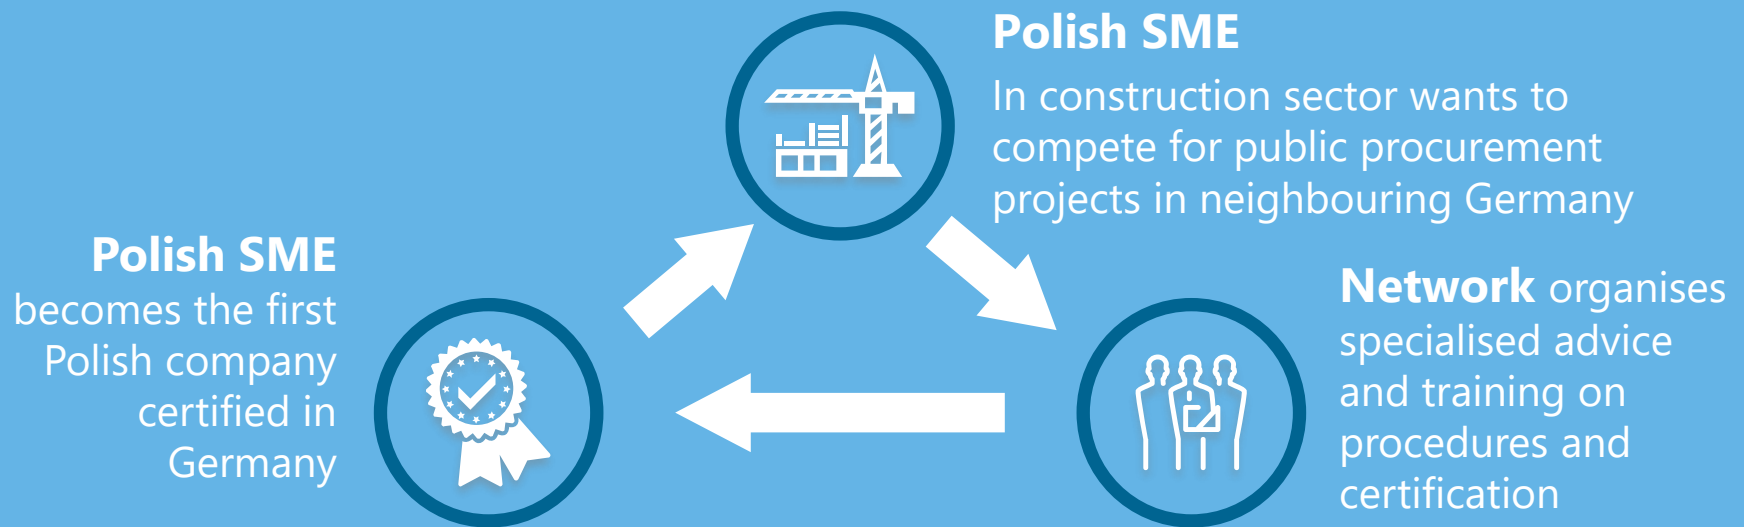 Polish SME
In construction sector wants to
compete for public procurement
projects in neighbouring Germany
Network organises
specialised advice
and training on
procedures and
certification
Polish SME
becomes the first
Polish company
certified in
Germany